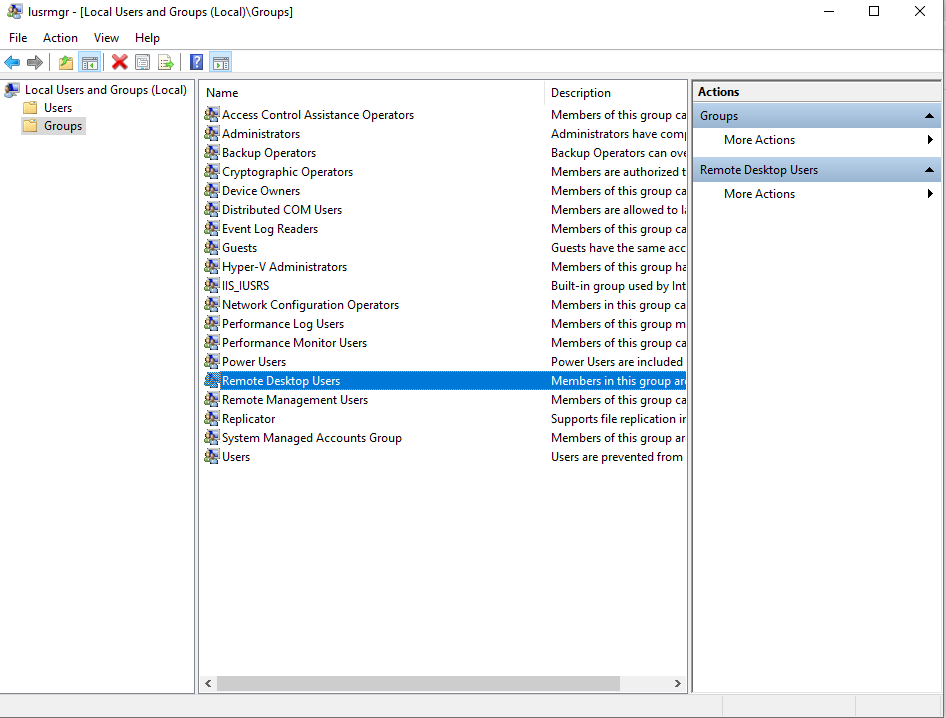 lusrmgr - [Local Users and Groups (Local)\Groups]
File Action View Help
Local Users and Groups (Local)
Users
Groups
Name Description
Access Control Assistance Operators Members of this group ca
Administrators Administrators have comp
Backup Operators Backup Operators can ove
Cryptographic Operators Members are authorized t
Device Owners Members of this group ca
Distributed COM Users Members are allowed to la
Event Log Readers Members of this group ca
Guests Guests have the same acc
Hyper-V Administrators Members of this group ha
IIS_IUSRS Built-in group used by Int
Network Configuration Operators Members in this group ca
Performance Log Users Members of this group m
Performance Monitor Users Members of this group ca
Power Users Power Users are included
Remote Desktop Users Members in this group are
Remote Management Users Members of this group ca
Replicator Supports file replication in
System Managed Accounts Group Members of this group ar
Users Users are prevented from
Actions
Groups
More Actions
Remote Desktop Users
More Actions